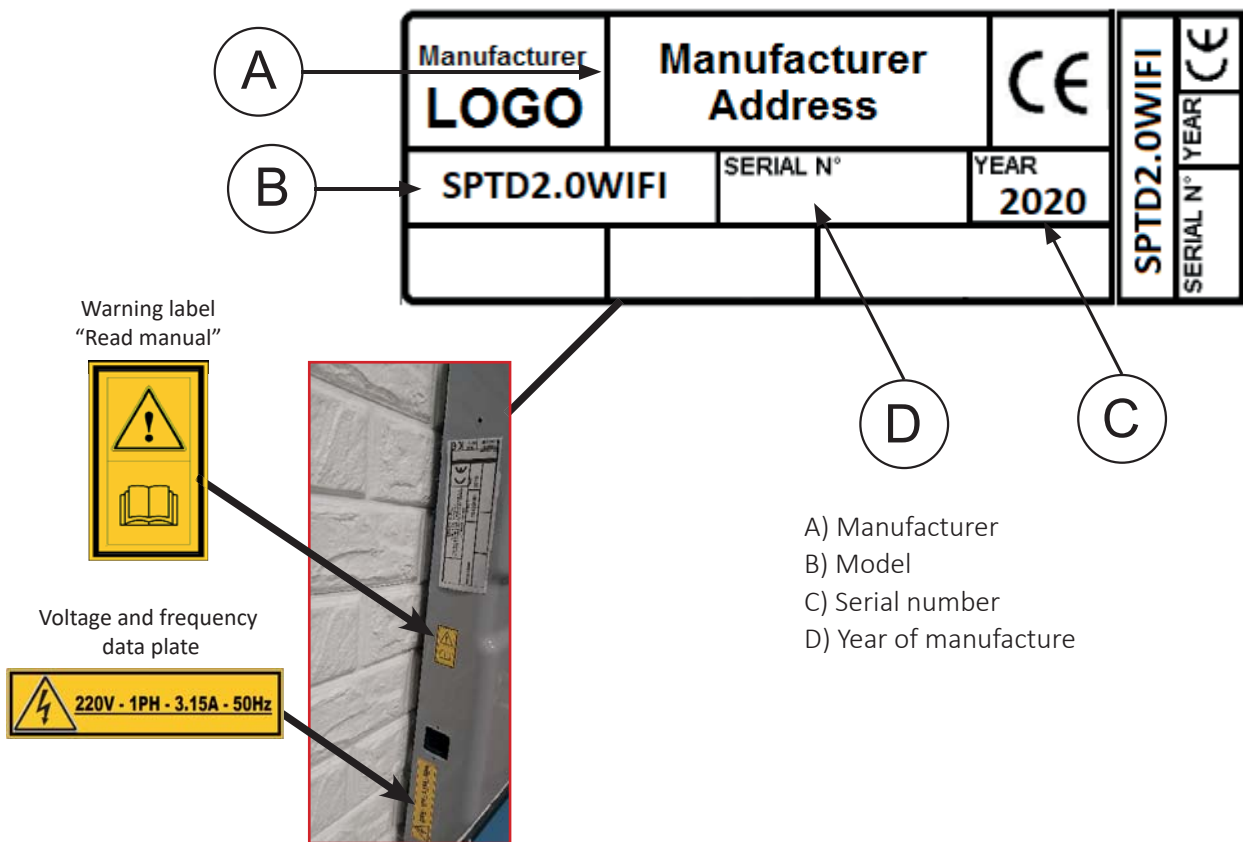 A
Manufacturer
LOGO
Manufacturer
Address
CE
B
SPTD2.0WIFI
SERIAL N°
YEAR
2020
SPTD2.0WIFI
SERIAL N° YEAR CE
Warning label
“Read manual”
D
C
A) Manufacturer
B) Model
C) Serial number
D) Year of manufacture
Voltage and frequency
data plate
220V - 1PH - 3.15A - 50Hz